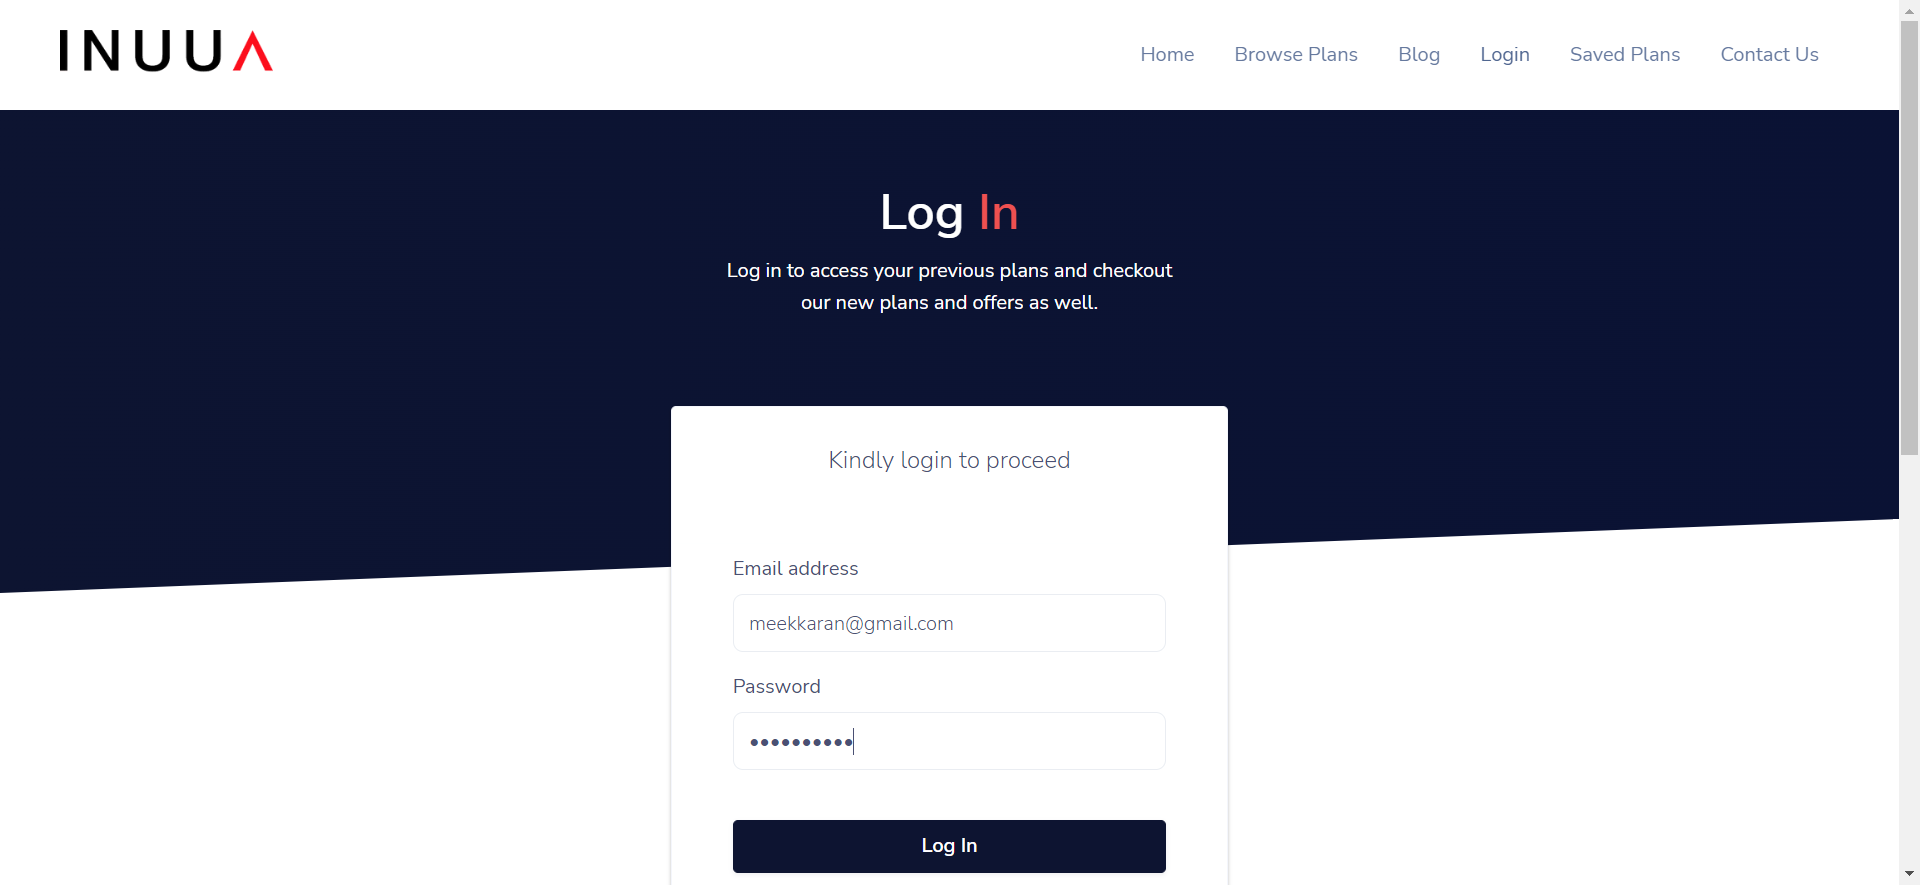 INUUA
Home Browse Plans Blog Login Saved Plans Contact Us
Log In
Log in to access your previous plans and checkout
our new plans and offers as well.
Kindly login to proceed
Email address
meekkaran@gmail.com
Password
••••••••••
Log In